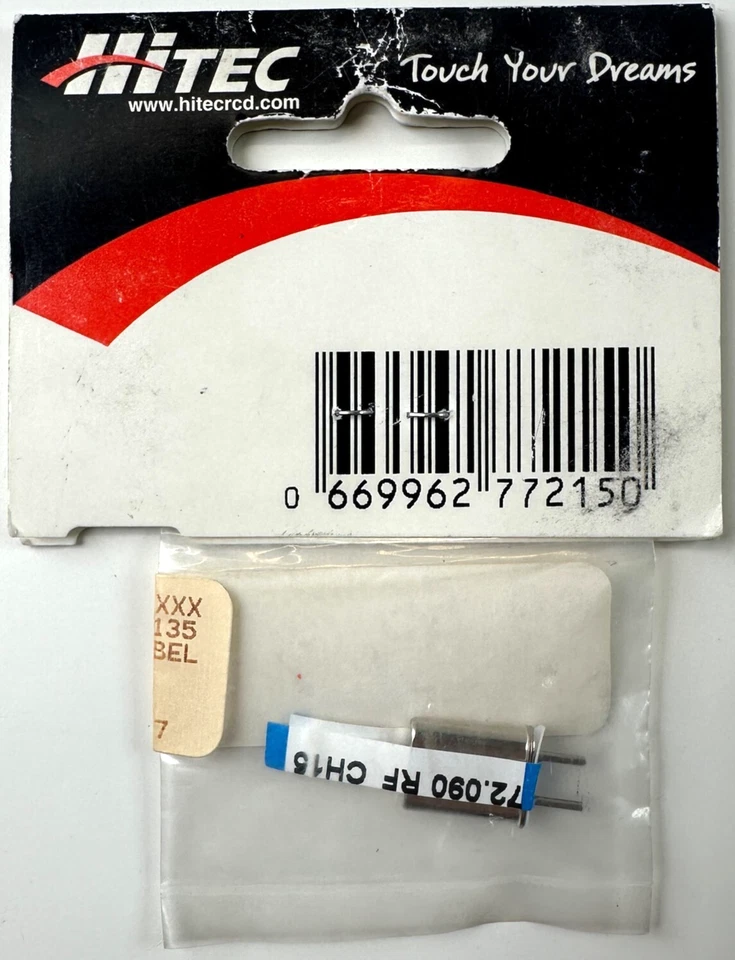 HiTEC
www.hitecrcd.com
Touch Your Dreams
0 669962 772150
XXX
135
BEL
7
72.090 RF CH15